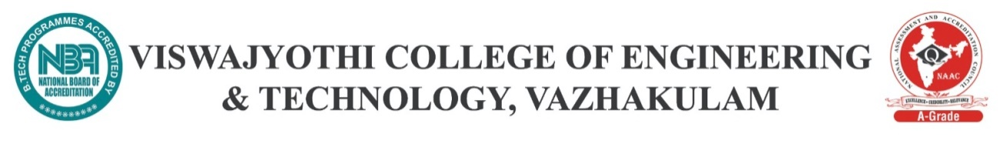 B.TECH PROGRAMMES ACCREDITED BY
NBA
NATIONAL BOARD OF
ACCREDITATION
VISWAJYOTHI COLLEGE OF ENGINEERING
& TECHNOLOGY, VAZHAKULAM
NATIONAL ASSESSMENT AND ACCREDITATION COUNCIL
NAAC
EXCELLENCE • CREDIBILITY • RELEVANCE
A-Grade